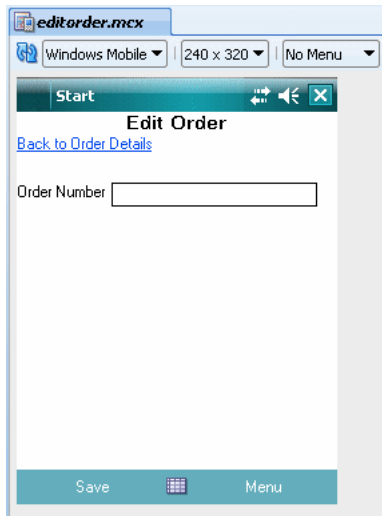 editorder.mcx
Windows Mobile 240 x 320 No Menu
Start
Edit Order
Back to Order Details
Order Number
Save Menu